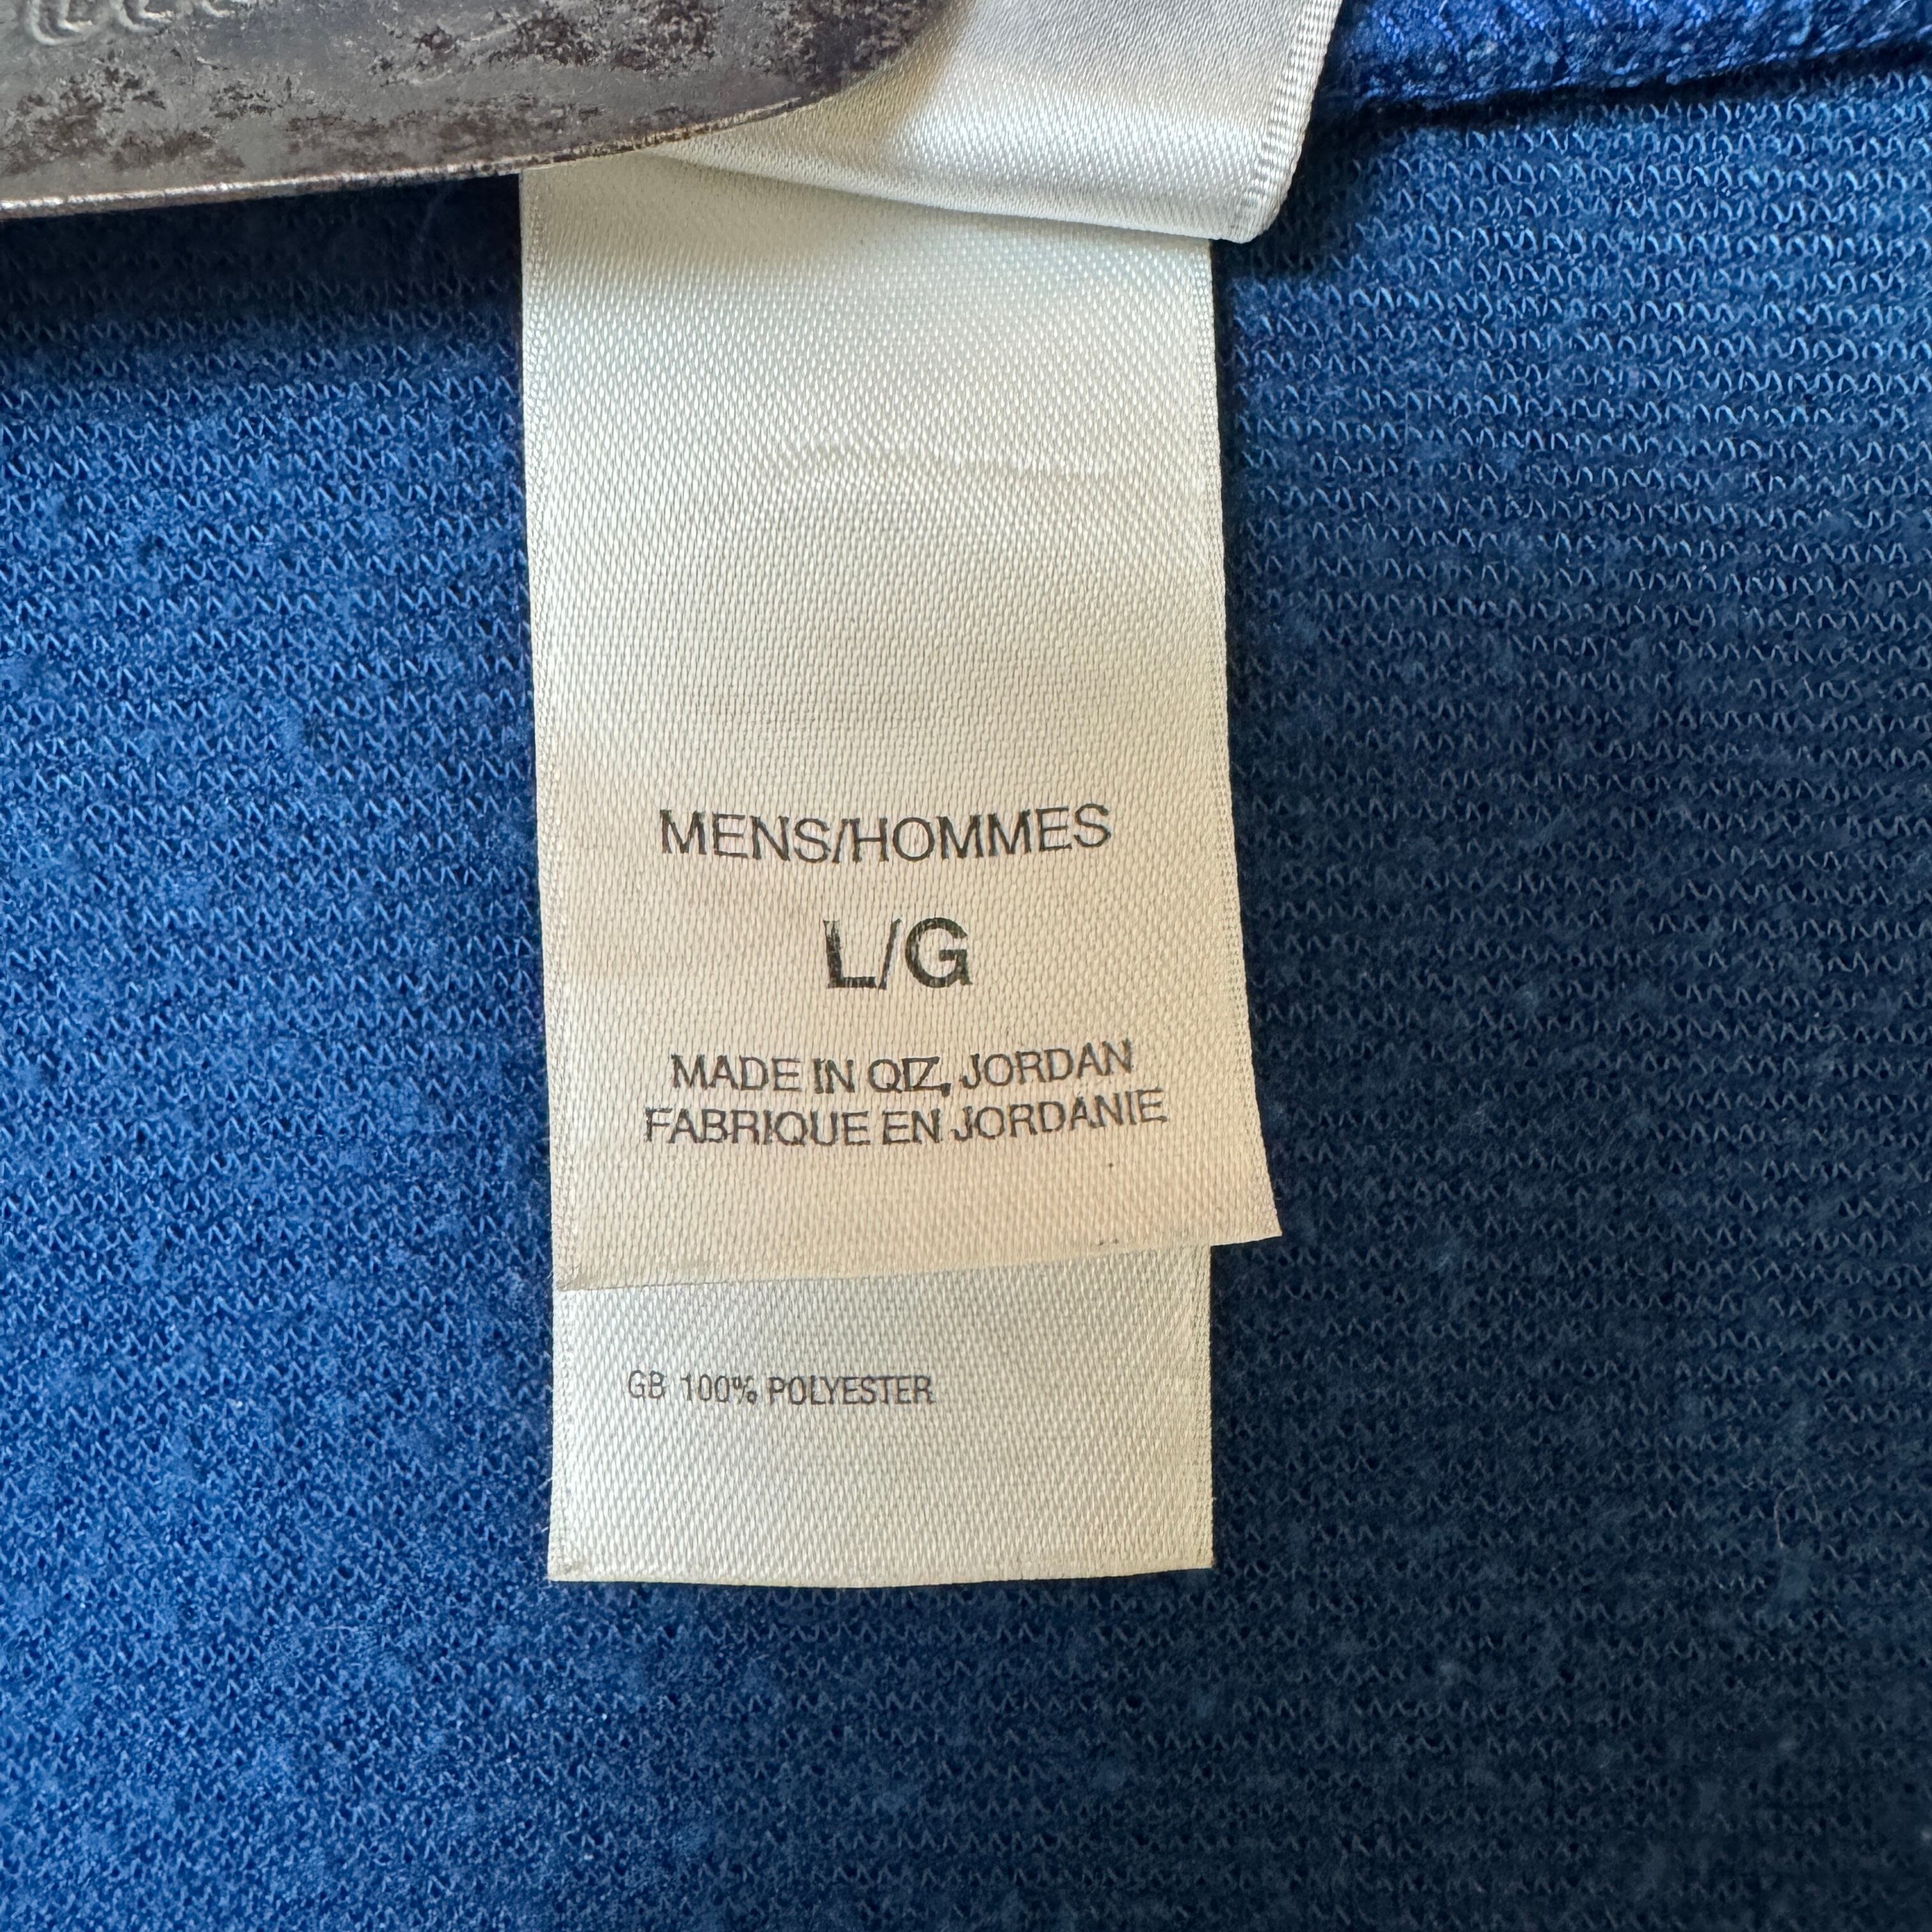 MENS/HOMMES
L/G
MADE IN QIZ, JORDAN
FABRIQUE EN JORDANIE
GB 100% POLYESTER